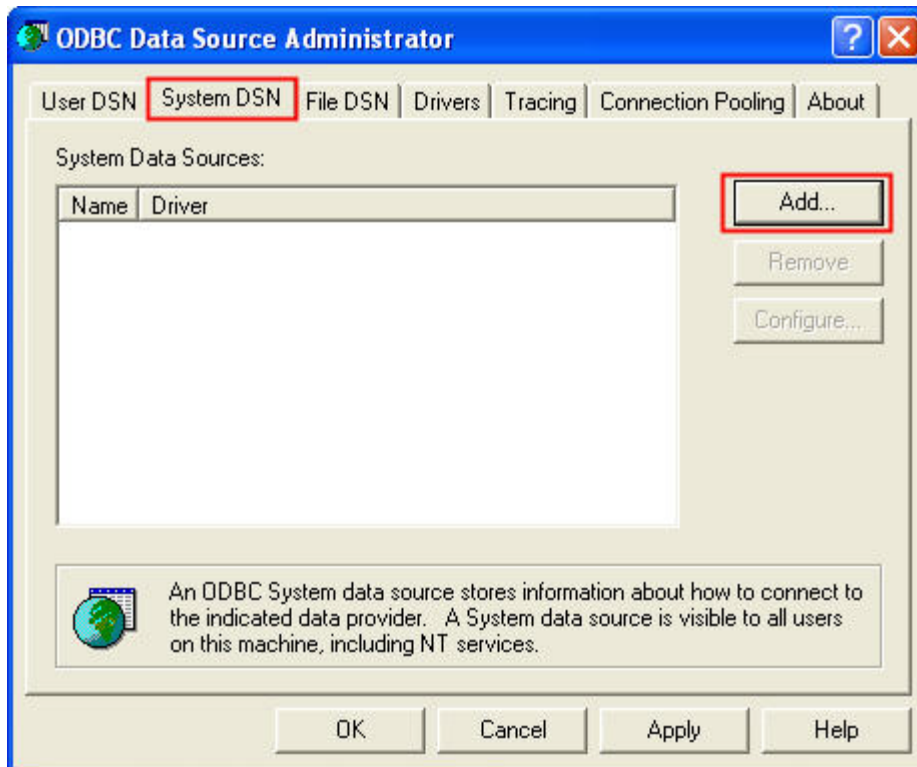 ODBC Data Source Administrator
User DSN System DSN File DSN Drivers Tracing Connection Pooling About
System Data Sources:
Name Driver
Add...
Remove
Configure...
An ODBC System data source stores information about how to connect to
the indicated data provider. A System data source is visible to all users
on this machine, including NT services.
OK Cancel Apply Help